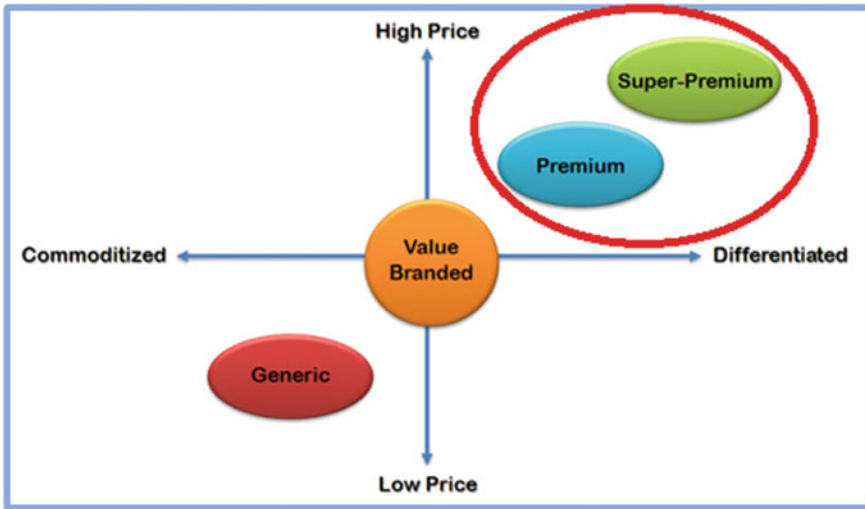 High Price
Super-Premium
Premium
Commoditized
Value
Branded
Differentiated
Generic
Low Price